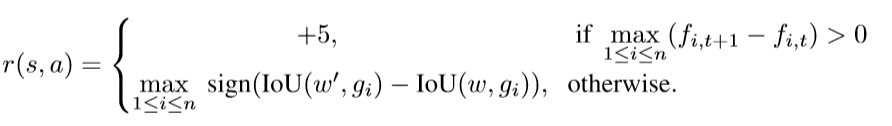 r(s, a) = { +5, if max_{1≤i≤n} (f_{i,t+1} − f_{i,t}) > 0
max_{1≤i≤n} sign(IoU(w′, g_i) − IoU(w, g_i)), otherwise.